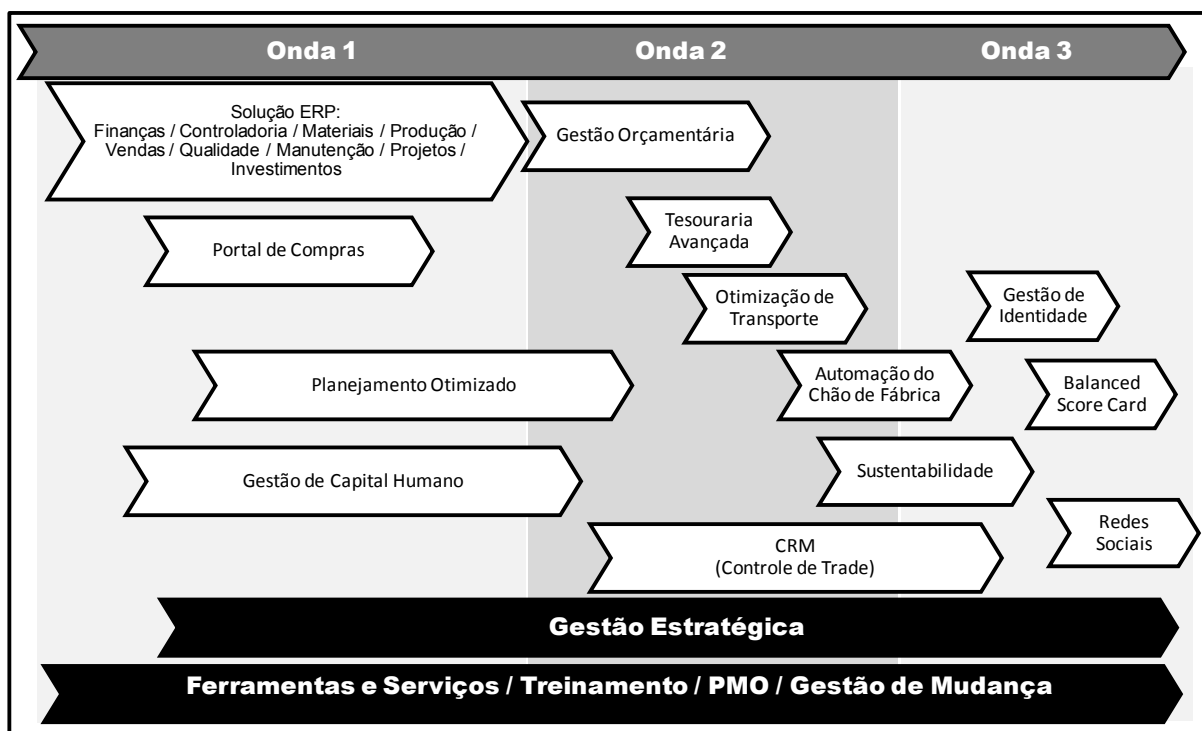 Onda 1
Onda 2
Onda 3
Solução ERP:
Finanças / Controladoria / Materiais / Produção /
Vendas / Qualidade / Manutenção / Projetos /
Investimentos
Gestão Orçamentária
Portal de Compras
Tesouraria
Avançada
Otimização de
Transporte
Gestão de
Identidade
Planejamento Otimizado
Automação do
Chão de Fábrica
Balanced
Score Card
Gestão de Capital Humano
Sustentabilidade
CRM
(Controle de Trade)
Redes
Sociais
Gestão Estratégica
Ferramentas e Serviços / Treinamento / PMO / Gestão de Mudança